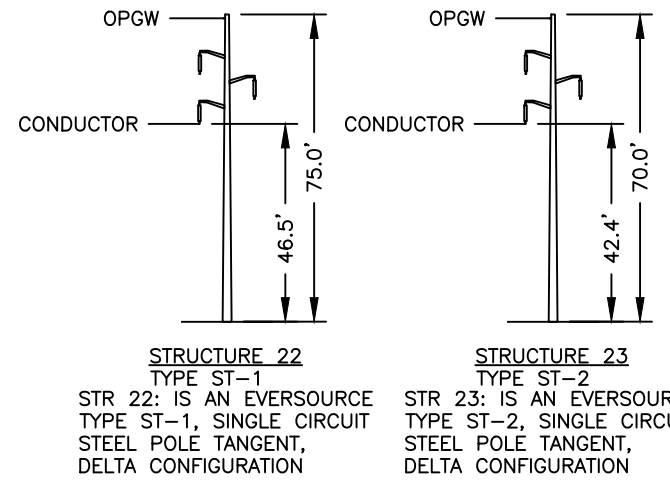 OPGW
CONDUCTOR
46.5'
75.0'
STRUCTURE 22
TYPE ST-1
STR 22: IS AN EVERSOURCE
TYPE ST-1, SINGLE CIRCUIT
STEEL POLE TANGENT,
DELTA CONFIGURATION
OPGW
CONDUCTOR
42.4'
70.0'
STRUCTURE 23
TYPE ST-2
STR 23: IS AN
TYPE ST-2, SINGLE
STEEL POLE TANGENT,
DELTA CONFIGURATION